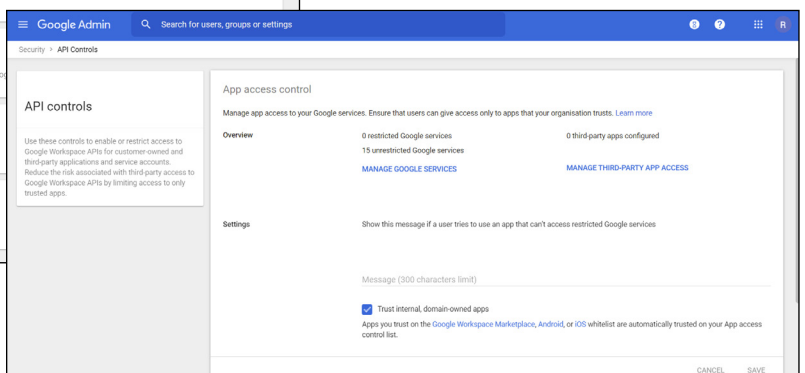 Google Admin
Search for users, groups or settings
8
?
R
Security > API Controls
API controls
Use these controls to enable or restrict access to
Google Workspace APIs for customer-owned and
third-party applications and service accounts.
Reduce the risk associated with third-party access to
Google Workspace APIs by limiting access to only
trusted apps.
App access control
Manage app access to your Google services. Ensure that users can give access only to apps that your organisation trusts. Learn more
Overview
0 restricted Google services
15 unrestricted Google services
MANAGE GOOGLE SERVICES
0 third-party apps configured
MANAGE THIRD-PARTY APP ACCESS
Settings
Show this message if a user tries to use an app that can't access restricted Google services
Message (300 characters limit)
Trust internal, domain-owned apps
Apps you trust on the Google Workspace Marketplace, Android, or iOS whitelist are automatically trusted on your App access
control list.
CANCEL SAVE